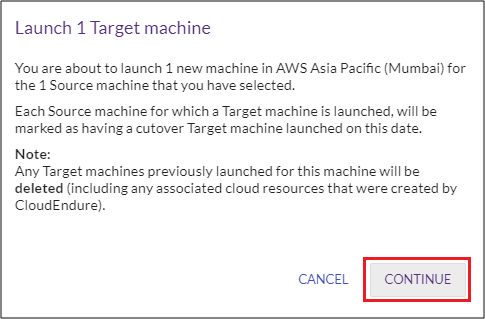 Launch 1 Target machine
You are about to launch 1 new machine in AWS Asia Pacific (Mumbai) for
the 1 Source machine that you have selected.
Each Source machine for which a Target machine is launched, will be
marked as having a cutover Target machine launched on this date.
Note:
Any Target machines previously launched for this machine will be
deleted (including any associated cloud resources that were created by
CloudEndure).
CANCEL CONTINUE